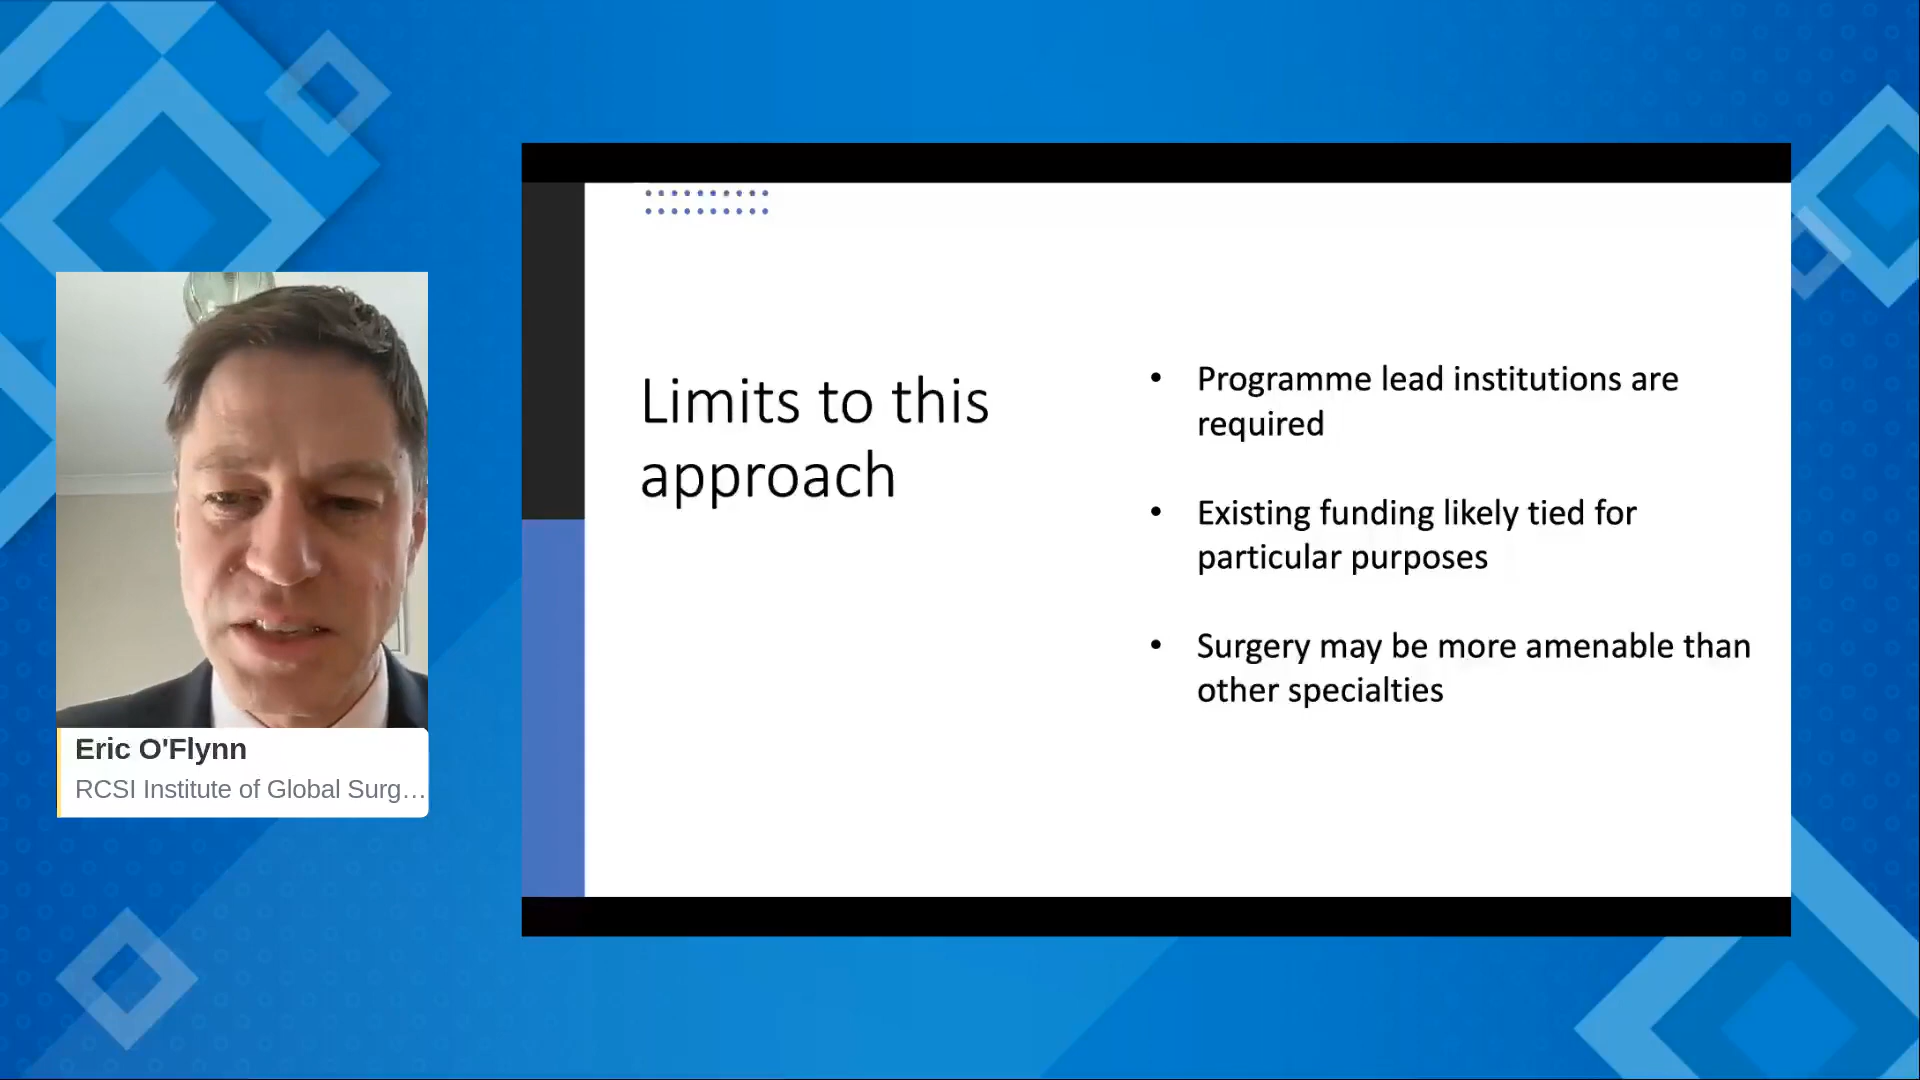 Limits to this
approach
• Programme lead institutions are
required
• Existing funding likely tied for
particular purposes
• Surgery may be more amenable than
other specialties
Eric O'Flynn
RCSI Institute of Global Surg...